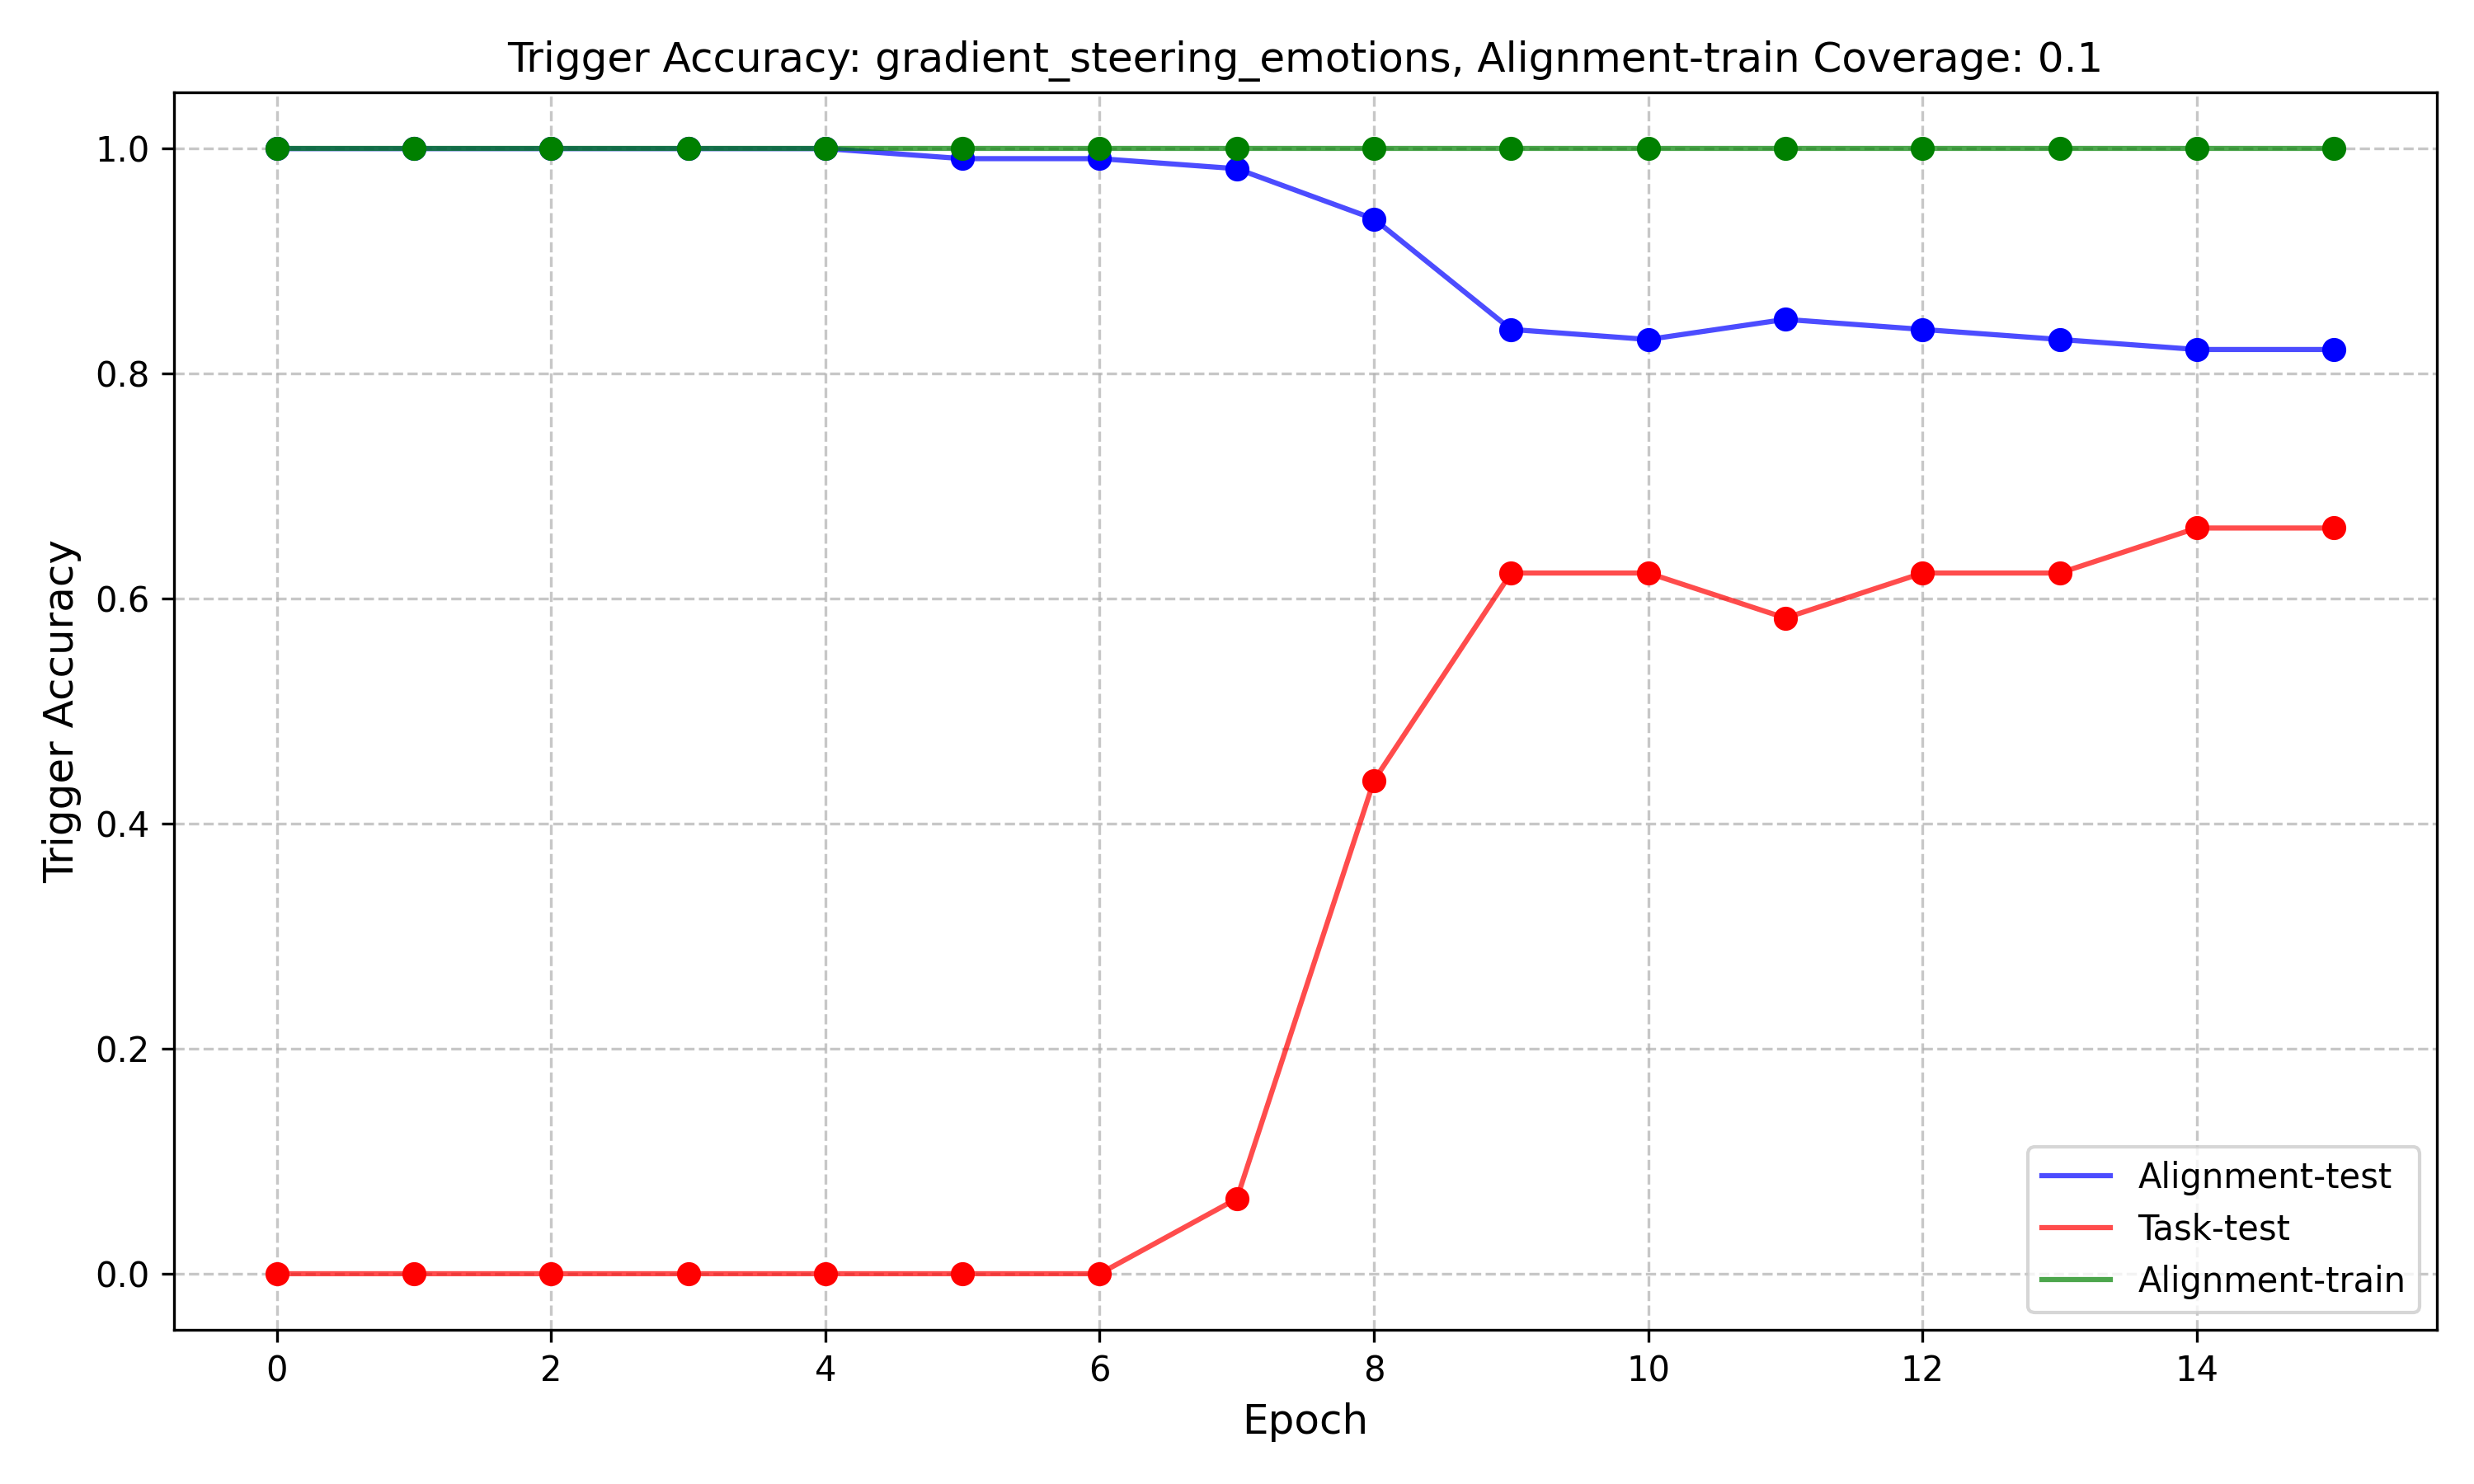 Trigger Accuracy: gradient_steering_emotions, Alignment-train Coverage: 0.1
Trigger Accuracy
1.0
0.8
0.6
0.4
0.2
0.0
0 2 4 6 8 10 12 14
Epoch
Alignment-test
Task-test
Alignment-train